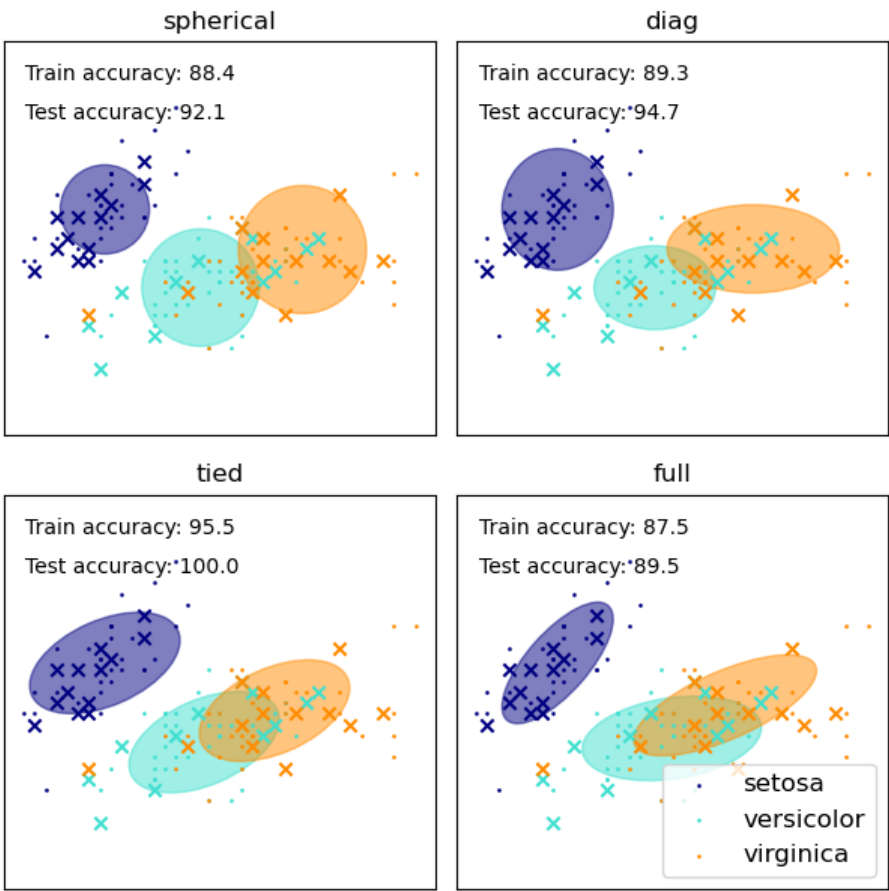 spherical
Train accuracy: 88.4
Test accuracy: 92.1
diag
Train accuracy: 89.3
Test accuracy: 94.7
tied
Train accuracy: 95.5
Test accuracy: 100.0
full
Train accuracy: 87.5
Test accuracy: 89.5
setosa
versicolor
virginica